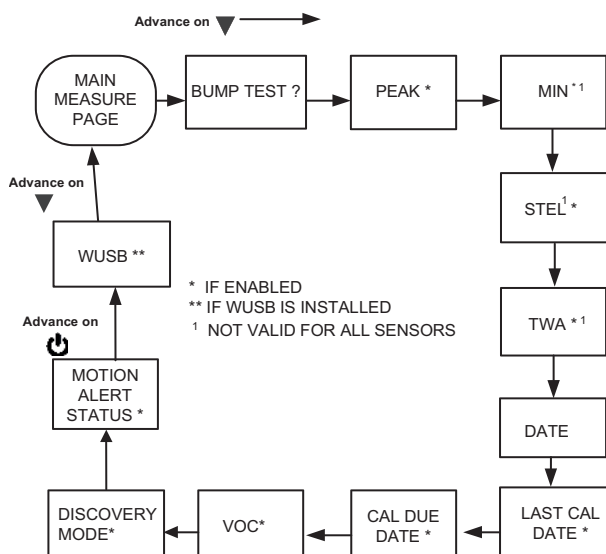 Advance on
MAIN
MEASURE
PAGE
BUMP TEST ?
PEAK *
MIN * 1
STEL 1 *
TWA * 1
DATE
LAST CAL
DATE *
CAL DUE
DATE *
VOC*
DISCOVERY
MODE*
MOTION
ALERT
STATUS *
Advance on
WUSB **
Advance on
* IF ENABLED
** IF WUSB IS INSTALLED
1 NOT VALID FOR ALL SENSORS